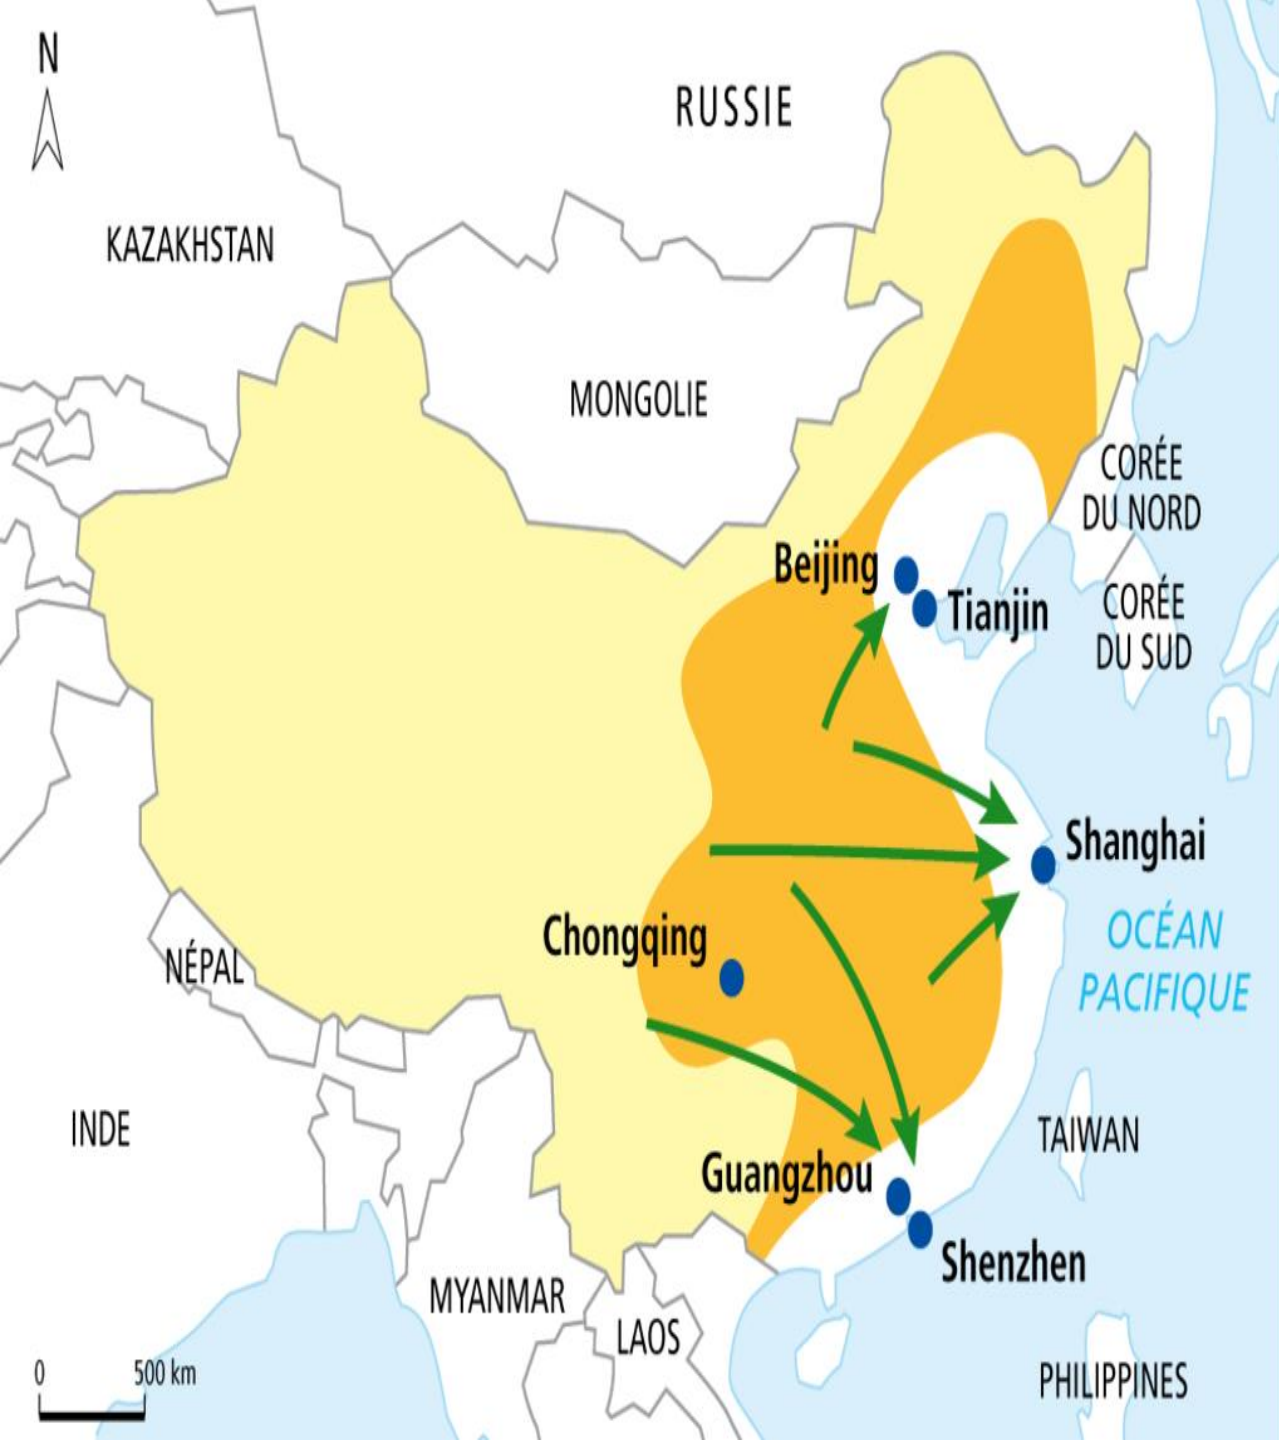 N
RUSSIE
KAZAKHSTAN
MONGOLIE
CORÉE
DU NORD
Beijing
Tianjin
CORÉE
DU SUD
Shanghai
Chongqing
OCÉAN
PACIFIQUE
NÉPAL
INDE
TAIWAN
Guangzhou
Shenzhen
MYANMAR
LAOS
0 500 km
PHILIPPINES